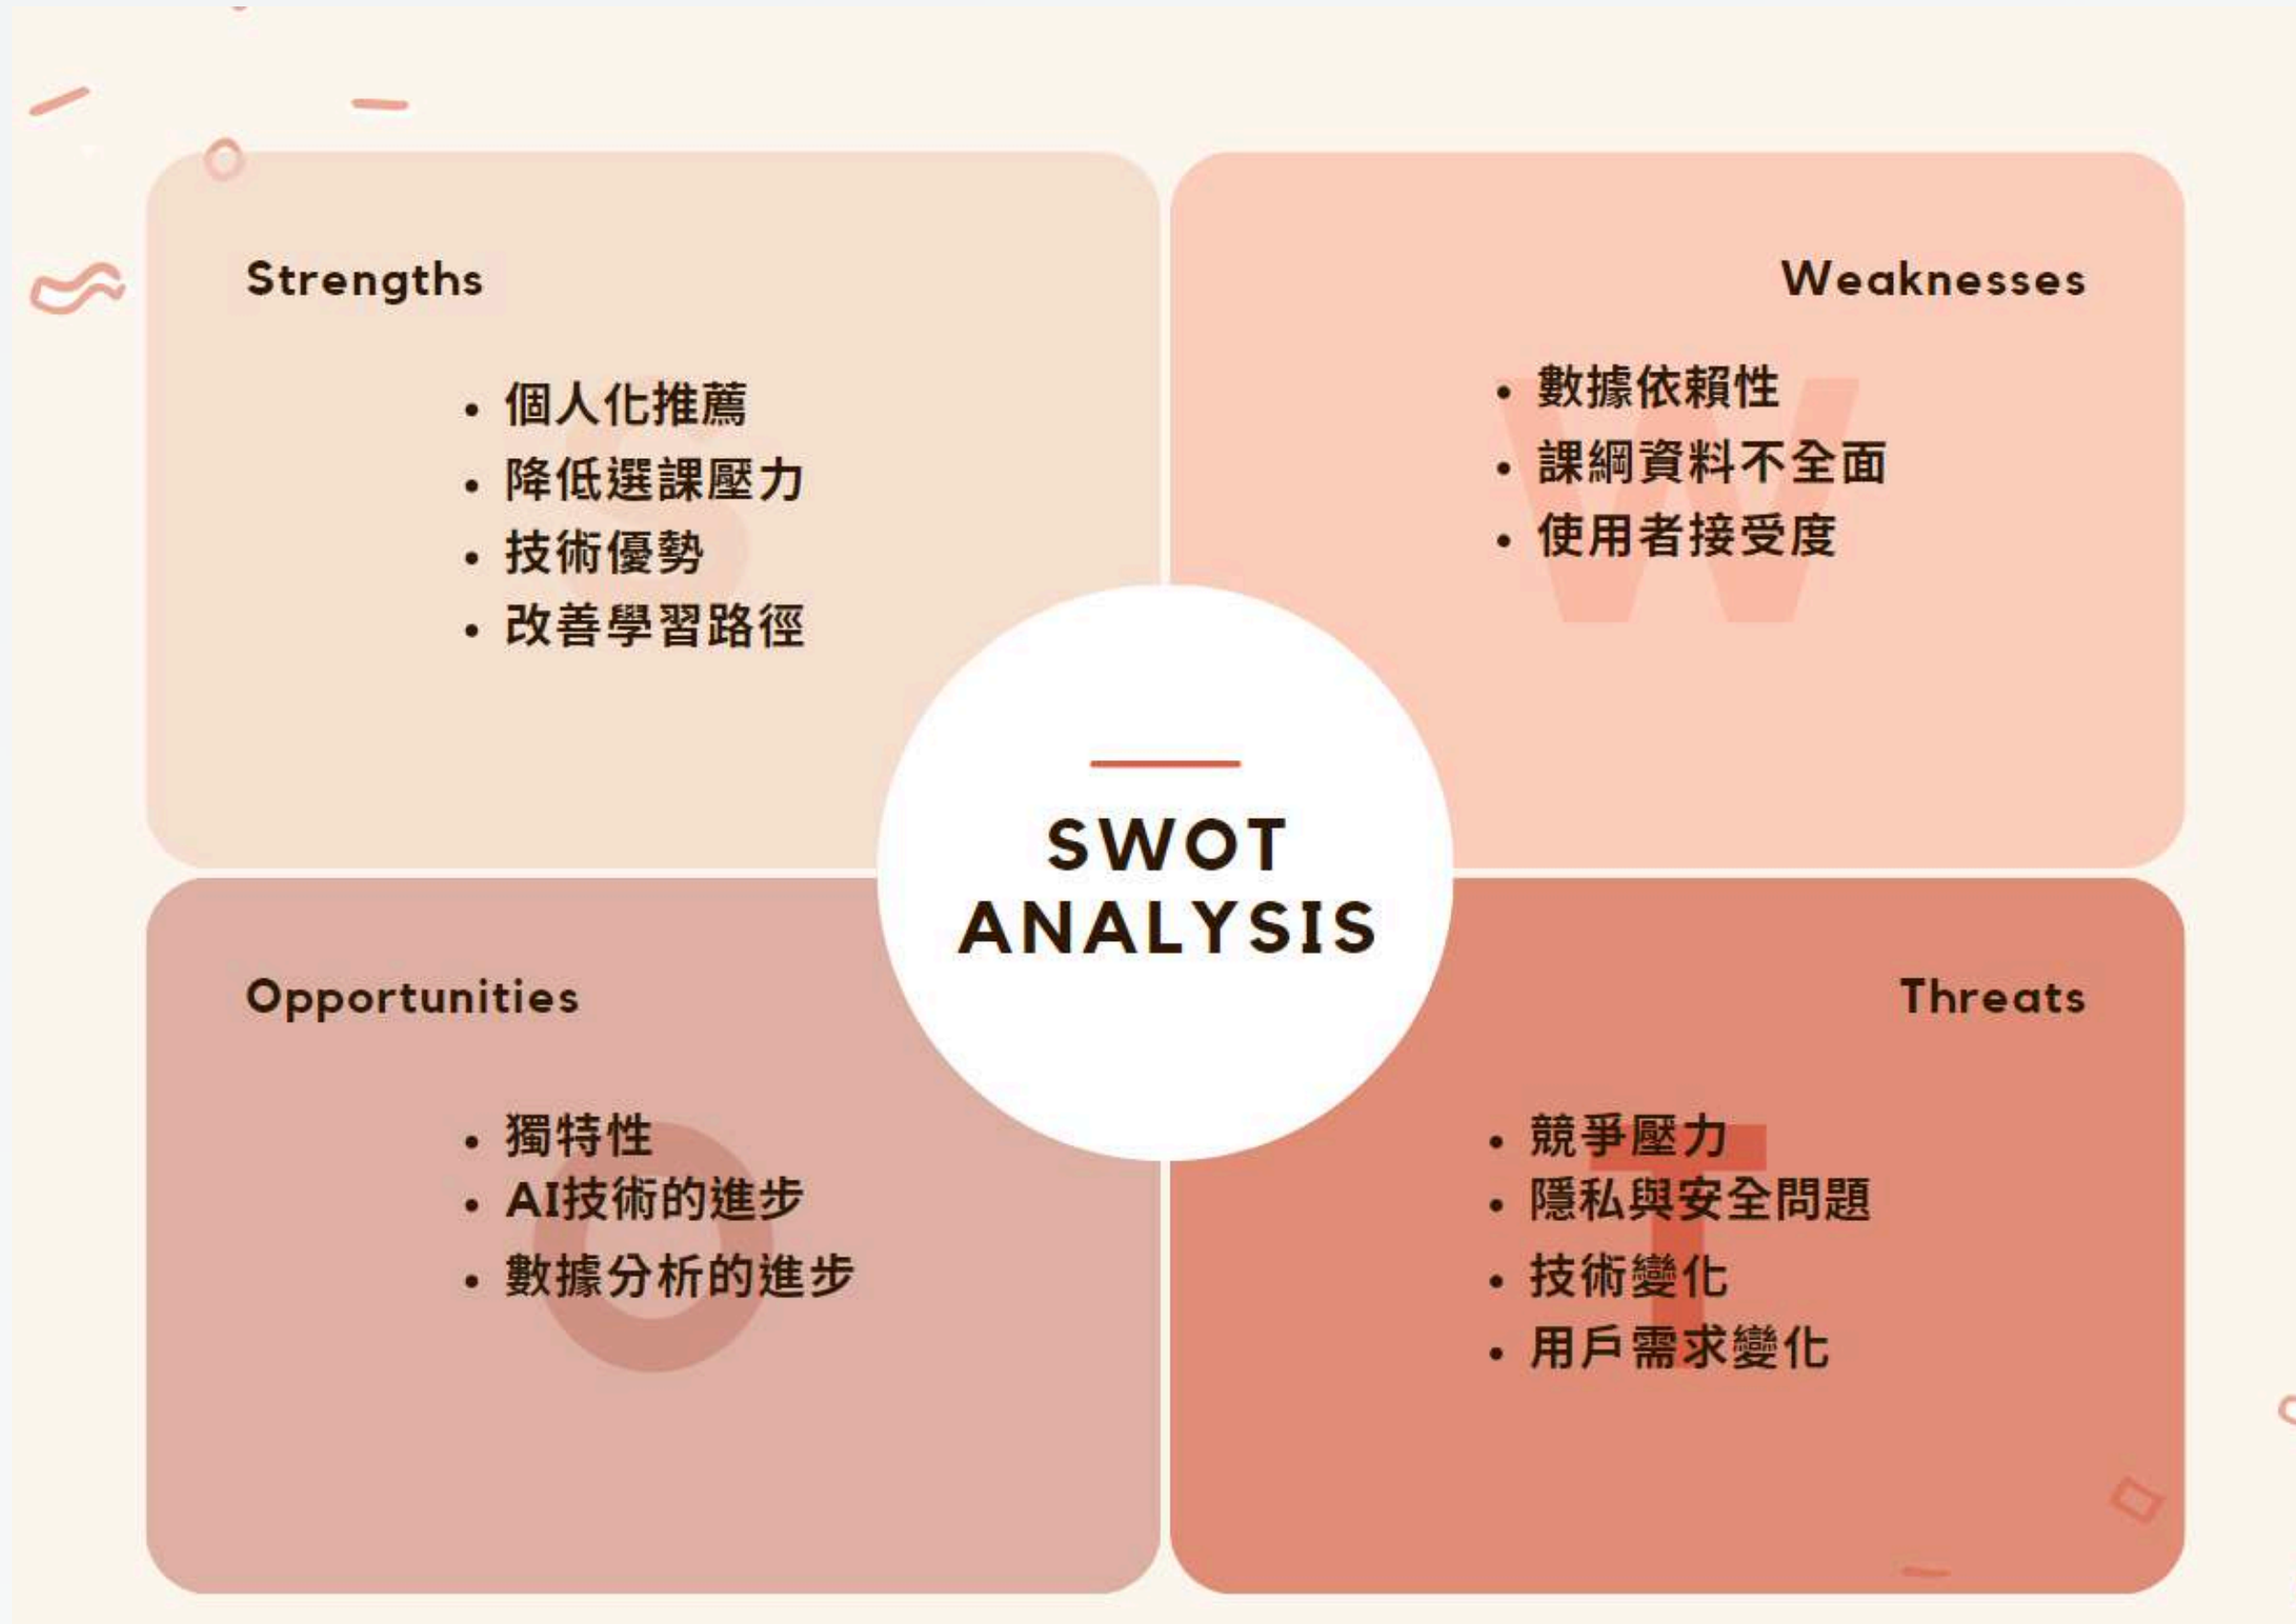 Strengths
• 個人化推薦
• 降低選課壓力
• 技術優勢
• 改善學習路徑
S
Weaknesses
• 數據依賴性
• 課綱資料不全面
• 使用者接受度
W
SWOT
ANALYSIS
Opportunities
• 獨特性
• AI技術的進步
• 數據分析的進步
O
Threats
• 競爭壓力
• 隱私與安全問題
• 技術變化
• 用戶需求變化
T